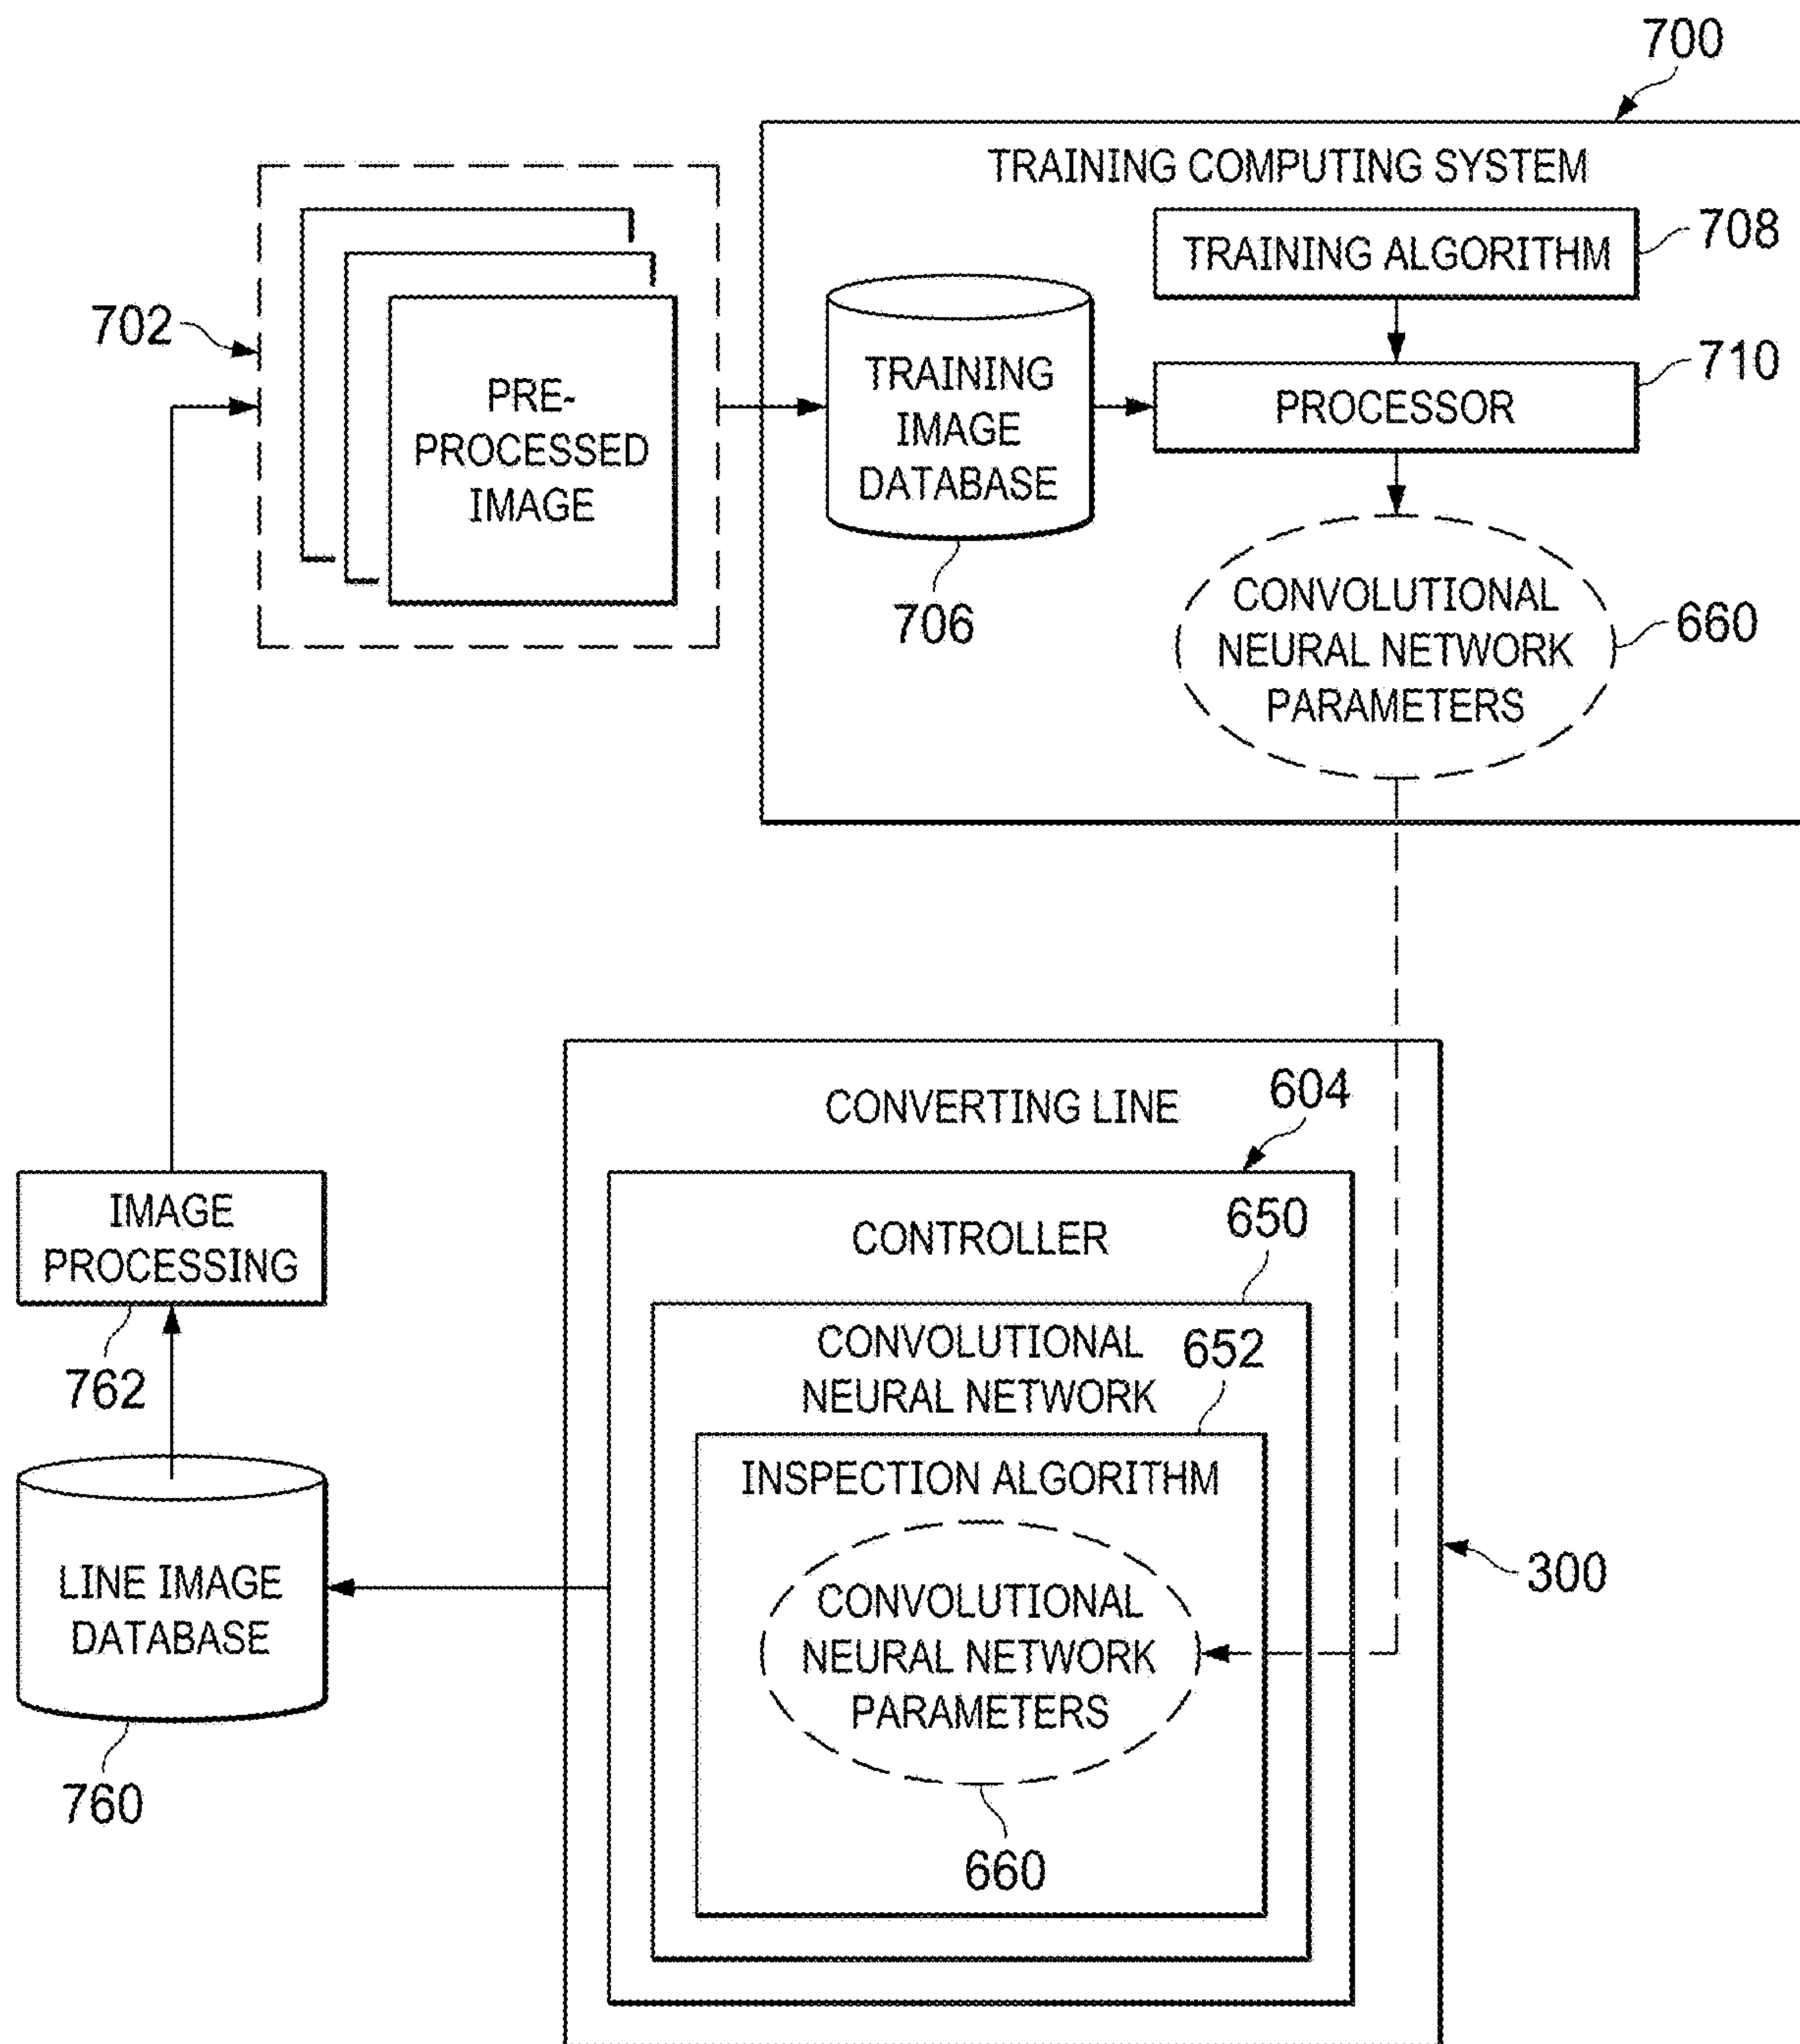 700
TRAINING COMPUTING SYSTEM
TRAINING ALGORITHM
708
702
PRE-
PROCESSED
IMAGE
TRAINING
IMAGE
DATABASE
706
PROCESSOR
710
CONVOLUTIONAL
NEURAL NETWORK
PARAMETERS
660
CONVERTING LINE
604
CONTROLLER
650
CONVOLUTIONAL
NEURAL NETWORK
652
INSPECTION ALGORITHM
CONVOLUTIONAL
NEURAL NETWORK
PARAMETERS
660
300
IMAGE
PROCESSING
762
LINE IMAGE
DATABASE
760